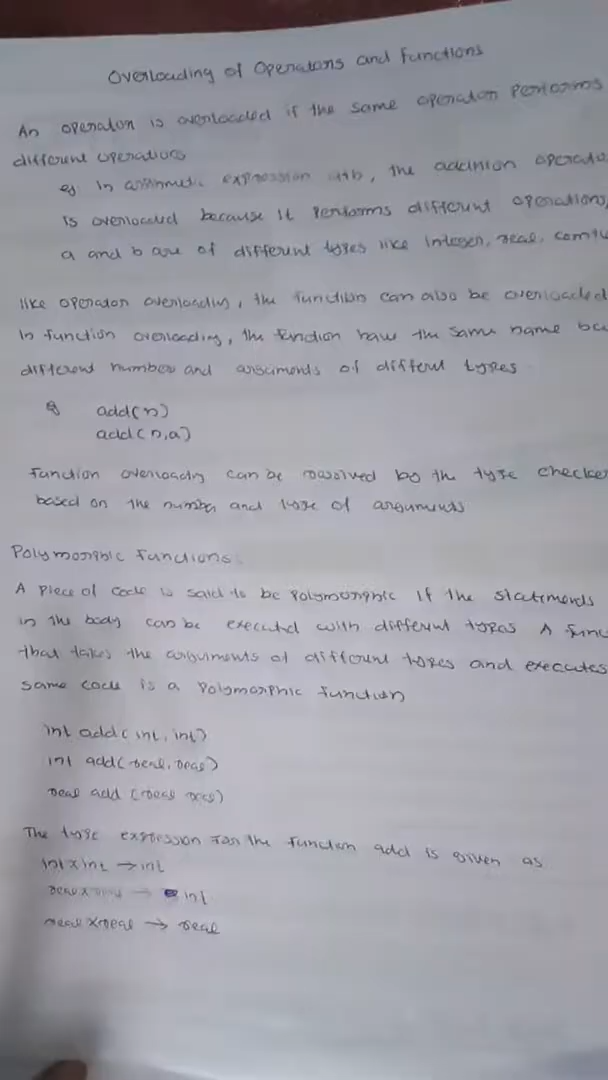 Overloading of Operators and Functions
An operator is overloaded if the same operator performs
different operations
eg In arithmetic expression a+b, the addition operato
is overloaded because it performs different operations,
a and b are of different types like integer, real, comple
like operator overloading, the function can also be overloaded
In function overloading, the function have the same name bu
different number and arguments of different types
eg add(n)
add(n,a)
Function overloading can be resolved by the type checker
based on the number and type of arguments
Polymorphic Functions.
A piece of code is said to be polymorphic if the statements
in the body can be executed with different types A func
that takes the arguments of different types and executes
same code is a polymorphic function
int add(int, int)
int add(real, real)
real add (real real)
The type expression for the function add is given as
int x int → int
real x real → int
real x real → real